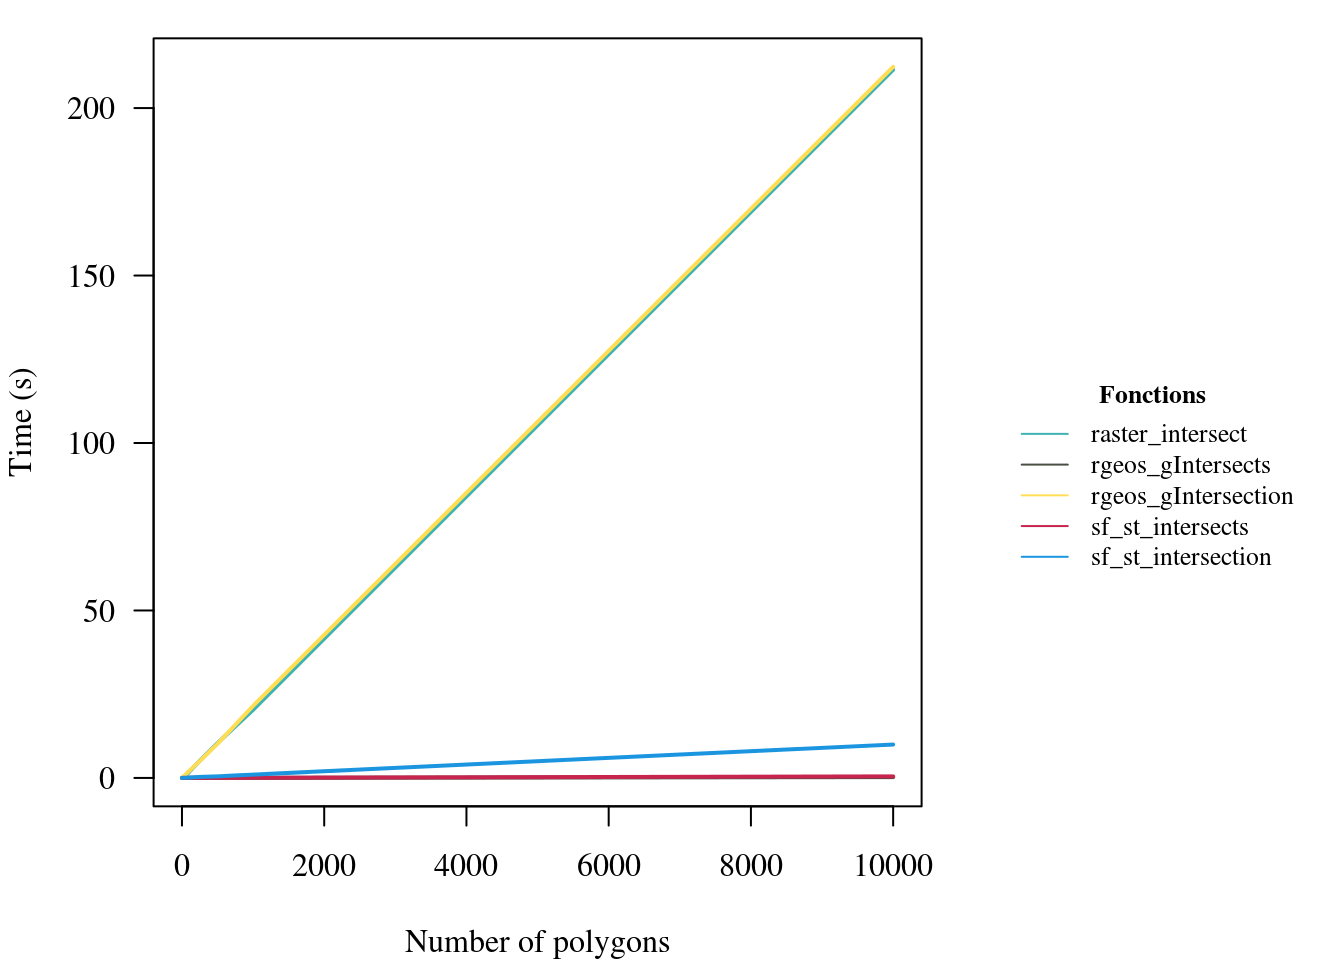 200
150
100
50
0
Time (s)
0 2000 4000 6000 8000 10000
Number of polygons
Fonctions
raster_intersect
rgeos_gIntersects
rgeos_gIntersection
sf_st_intersects
sf_st_intersection